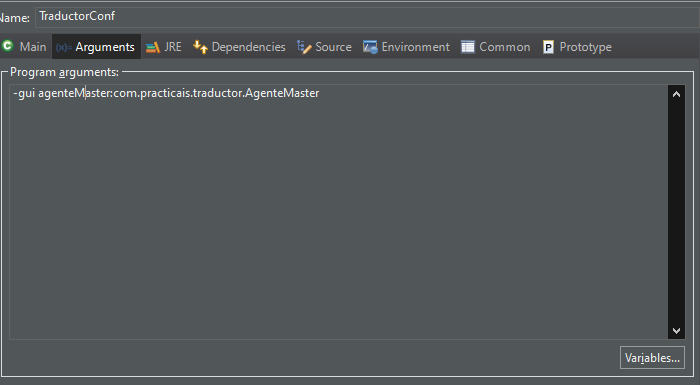 Name: TraductorConf
Main Arguments JRE Dependencies Source Environment Common Prototype
Program arguments:
-gui agenteMaster:com.practicais.traductor.AgenteMaster
Variables...